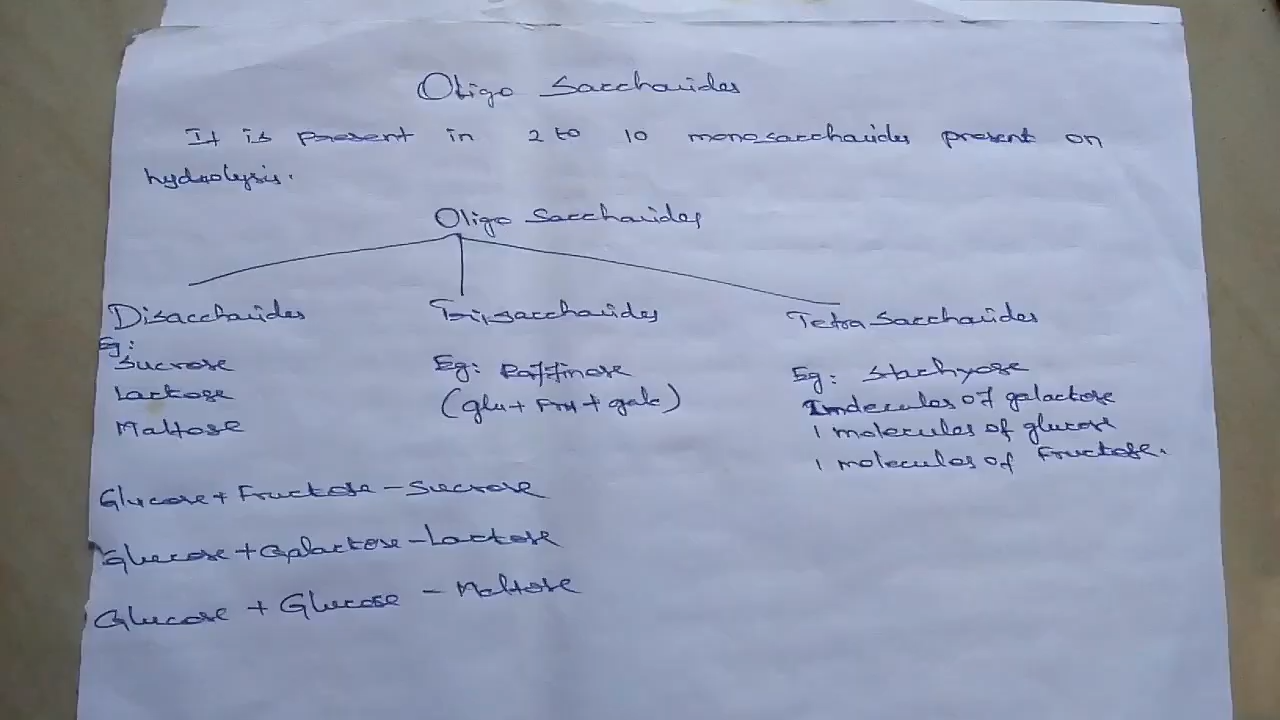 Oligo Saccharides
It is present in 2 to 10 monosaccharides present on
hydrolysis.
Oligo Saccharides
Disaccharides Trisaccharides Tetra Saccharides
Eg:
Sucrose
Lactose
Maltose
Eg: Raffinose
(glu + Fru + gala)
Eg: Stachyose
2 molecules of galactose
1 molecules of glucose
1 molecules of Fructose.
Glucose + Fructose - Sucrose
Glucose + Galactose - Lactose
Glucose + Glucose - Maltose